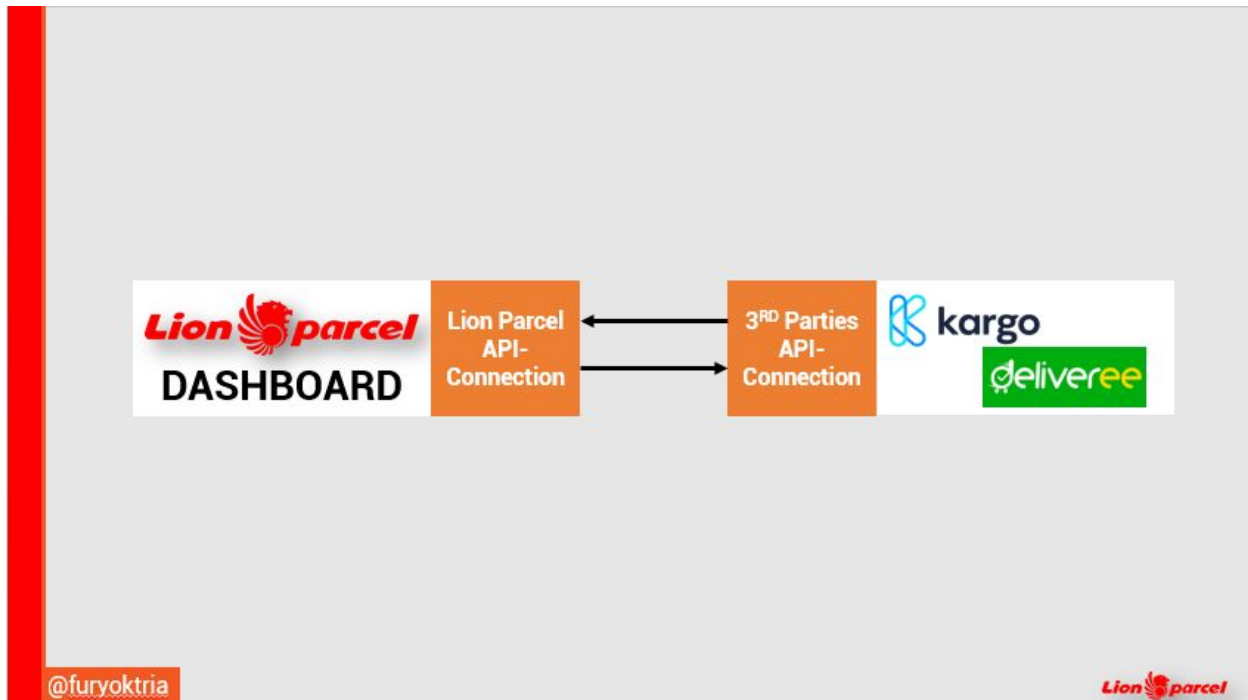 Lion parcel
DASHBOARD
Lion Parcel
API-
Connection
3RD Parties
API-
Connection
kargo
deliveree
@furyoktria
Lion parcel